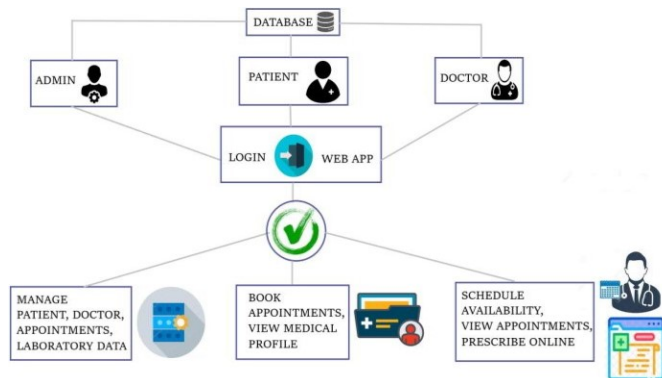 DATABASE
ADMIN
PATIENT
DOCTOR
LOGIN
WEB APP
MANAGE
PATIENT, DOCTOR,
APPOINTMENTS,
LABORATORY DATA
BOOK
APPOINTMENTS,
VIEW MEDICAL
PROFILE
SCHEDULE
AVAILABILITY,
VIEW APPOINTMENTS,
PRESCRIBE ONLINE